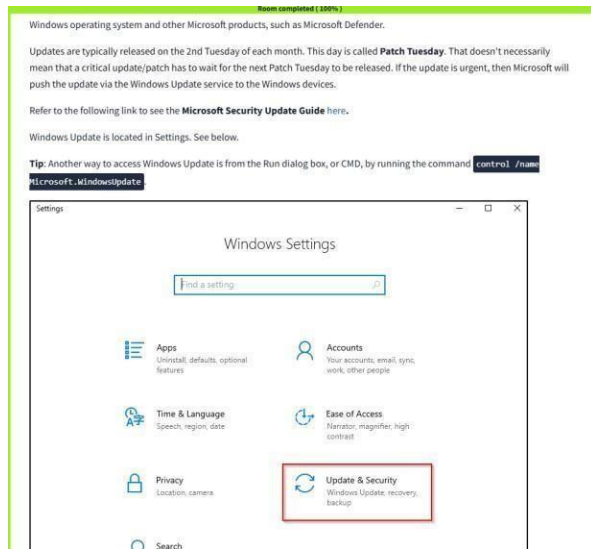 Room completed ( 100% )
Windows operating system and other Microsoft products, such as Microsoft Defender.
Updates are typically released on the 2nd Tuesday of each month. This day is called Patch Tuesday. That doesn't necessarily
mean that a critical update/patch has to wait for the next Patch Tuesday to be released. If the update is urgent, then Microsoft will
push the update via the Windows Update service to the Windows devices.
Refer to the following link to see the Microsoft Security Update Guide here.
Windows Update is located in Settings. See below.
Tip: Another way to access Windows Update is from the Run dialog box, or CMD, by running the command control /name
Microsoft.WindowsUpdate .
Settings
Windows Settings
Find a setting
Apps
Uninstall, defaults, optional
features
Accounts
Your accounts, email, sync,
work, other people
Time & Language
Speech, region, date
Ease of Access
Narrator, magnifier, high
contrast
Privacy
Location, camera
Update & Security
Windows Update, recovery,
backup
Search